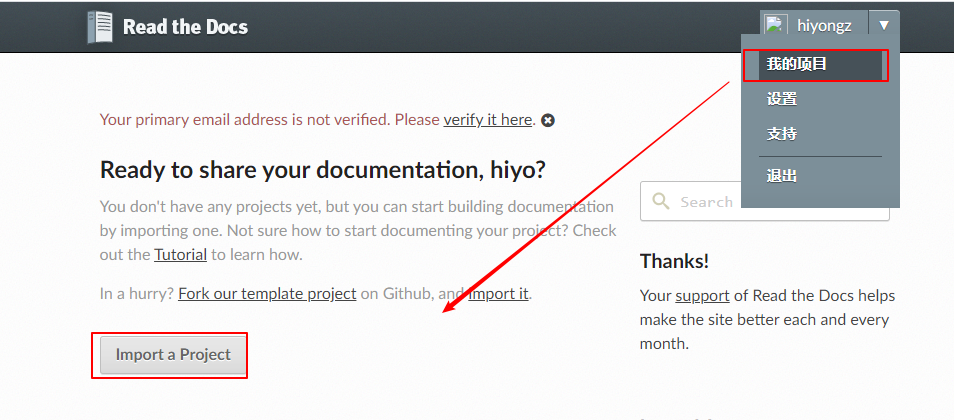 Read the Docs
hiyongz
我的项目
设置
支持
退出
Your primary email address is not verified. Please verify it here.
Ready to share your documentation, hiyo?
You don't have any projects yet, but you can start building documentation
by importing one. Not sure how to start documenting your project? Check
out the Tutorial to learn how.
In a hurry? Fork our template project on Github, and import it.
Import a Project
Search
Thanks!
Your support of Read the Docs helps
make the site better each and every
month.